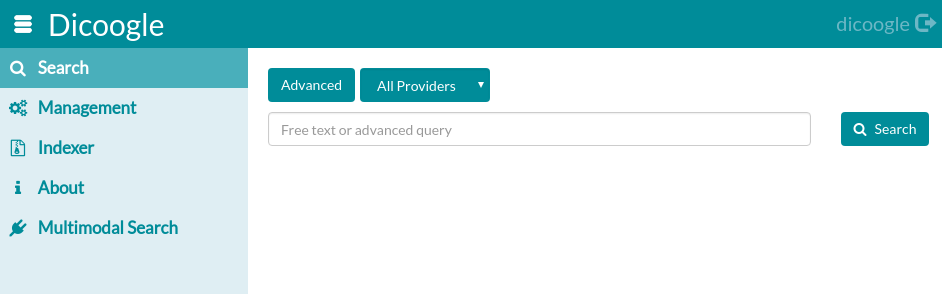 Dicoogle
dicoogle
Search
Management
Indexer
About
Multimodal Search
Advanced
All Providers
Free text or advanced query
Search